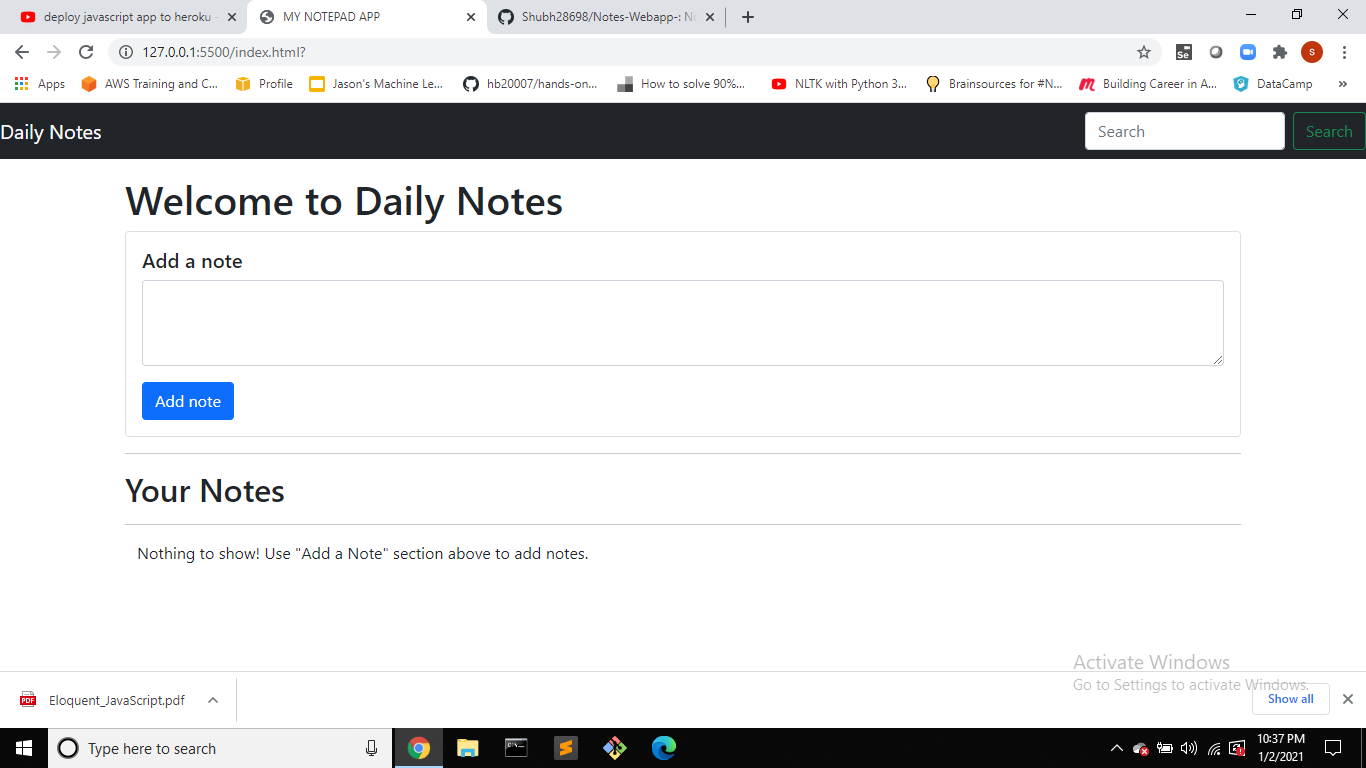 deploy javascript app to heroku -
MY NOTEPAD APP
Shubh28698/Notes-Webapp-: No
127.0.0.1:5500/index.html?
Se
S
Apps
AWS Training and C...
Profile
Jason's Machine Le...
hb20007/hands-on...
How to solve 90%...
NLTK with Python 3...
Brainsources for #N...
Building Career in A...
DataCamp
»
Daily Notes
Search
Search
Welcome to Daily Notes
Add a note
Add note
Your Notes
Nothing to show! Use "Add a Note" section above to add notes.
Activate Windows
Go to Settings to activate Windows.
PDF
Eloquent_JavaScript.pdf
Show all
Type here to search
10:37 PM
1/2/2021